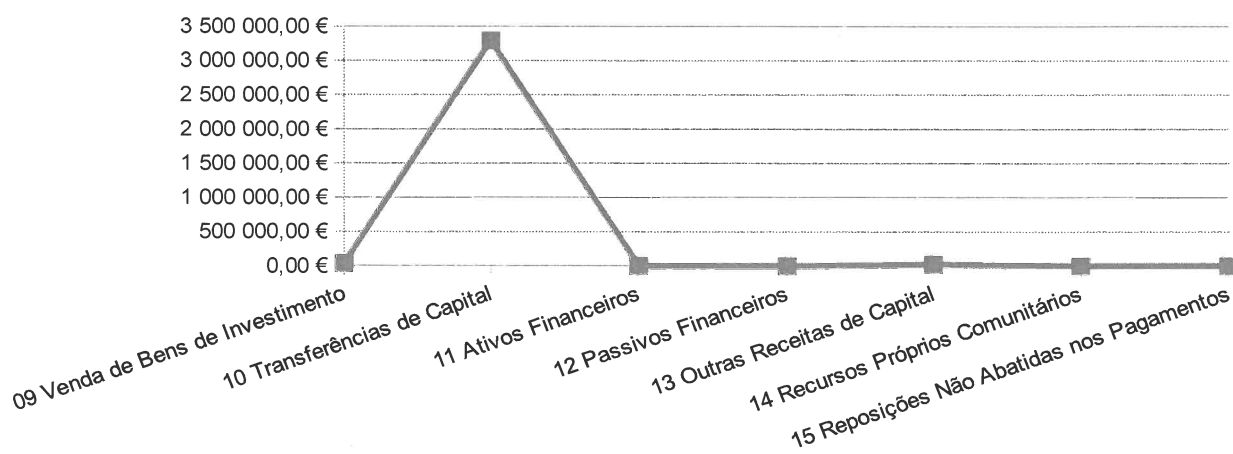 3 500 000,00 €
3 000 000,00 €
2 500 000,00 €
2 000 000,00 €
1 500 000,00 €
1 000 000,00 €
500 000,00 €
0,00 €
09 Venda de Bens de Investimento
10 Transferências de Capital
11 Ativos Financeiros
12 Passivos Financeiros
13 Outras Receitas de Capital
14 Recursos Próprios Comunitários
15 Reposições Não Abatidas nos Pagamentos